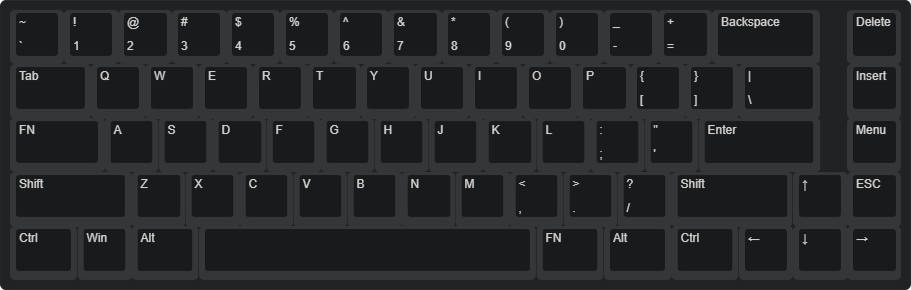 ~ ! @ # $ % ^ & * ( ) _ + Backspace Delete
` 1 2 3 4 5 6 7 8 9 0 - =
Tab Q W E R T Y U I O P { } | Insert
[ ] \
FN A S D F G H J K L : " Enter Menu
; '
Shift Z X C V B N M < > ? Shift ↑ ESC
, . /
Ctrl Win Alt FN Alt Ctrl ← ↓ →